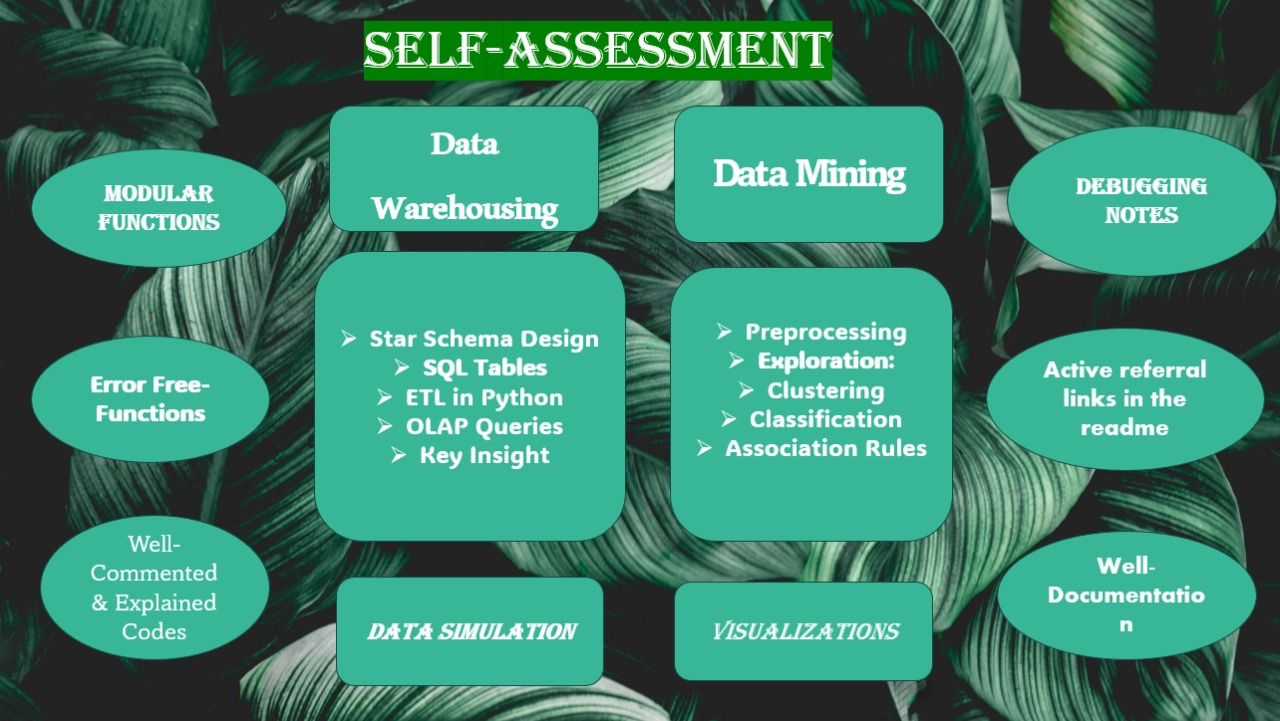 SELF-ASSESSMENT
Data
Warehousing
Data Mining
MODULAR
FUNCTIONS
DEBUGGING
NOTES
➢ Star Schema Design
➢ SQL Tables
➢ ETL in Python
➢ OLAP Queries
➢ Key Insight
➢ Preprocessing
➢ Exploration:
➢ Clustering
➢ Classification
➢ Association Rules
Error Free-
Functions
Active referral
links in the
readme
Well-
Commented
& Explained
Codes
DATA SIMULATION
VISUALIZATIONS
Well-
Documentatio
n